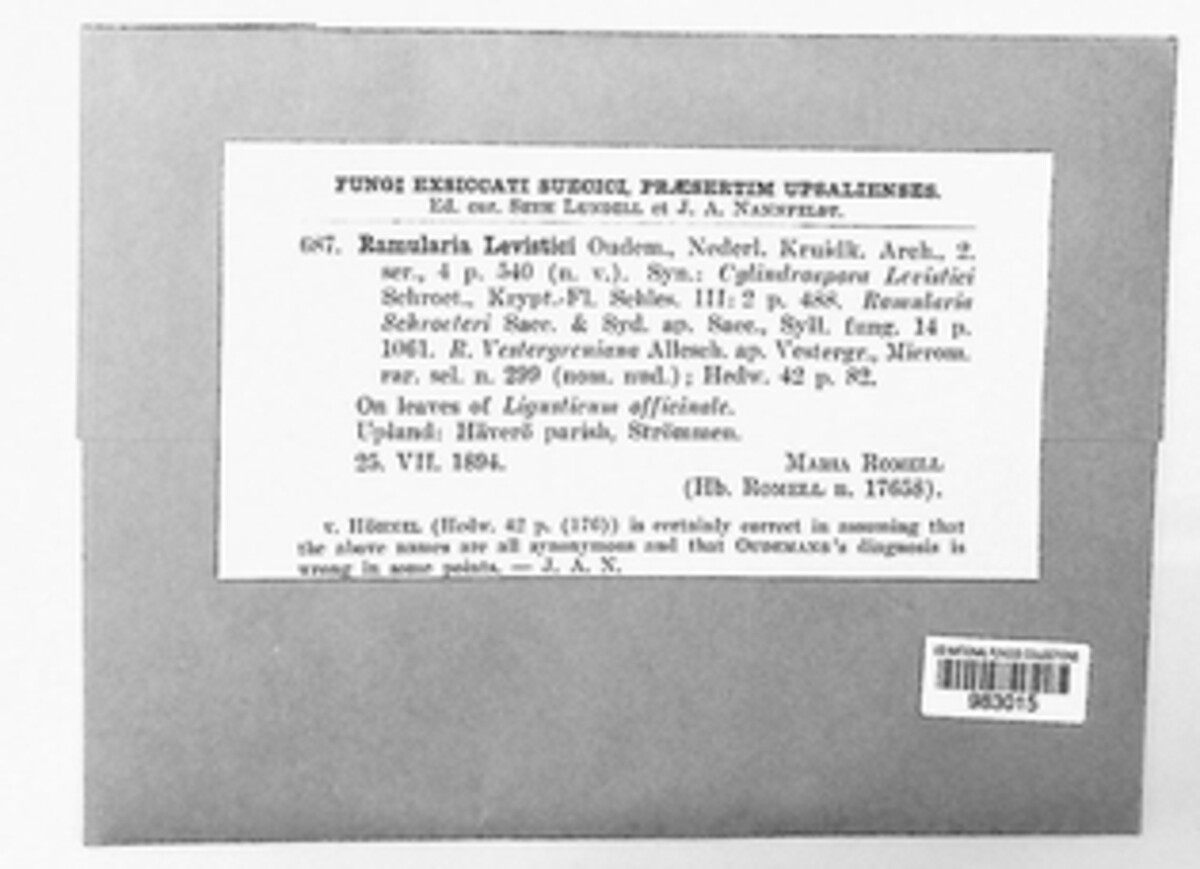 FUNGI EXSICCATI SUECICI, PRÆSERTIM UPSALIENSES.
Ed. cur. SETH LUNDELL et J. A. NANNFELDT.
687. Ramularia Levistici Oudem., Nederl. Kruidk. Arch., 2.
ser., 4 p. 540 (n. v.). Syn.: Cylindrospora Levistici
Schroet., Krypt.-Fl. Schles. III: 2 p. 488. Ramularia
Schroeteri Sacc. & Syd. ap. Sacc., Syll. fung. 14 p.
1061. R. Vestergreniana Allesch. ap. Vestergr., Microm.
rar. sel. n. 299 (nom. nud.); Hedw. 42 p. 82.
On leaves of Ligusticum officinale.
Upland: Häverö parish, Strömmen.
25. VII. 1894. MARIA ROMELL
(Hb. ROMELL n. 17658).
v. HÖHNEL (Hedw. 42 p. (176)) is certainly correct in assuming that
the above names are all synonymous and that OUDEMANS's diagnosis is
wrong in some points. — J. A. N.
US NATIONAL FUNGUS COLLECTIONS
983015